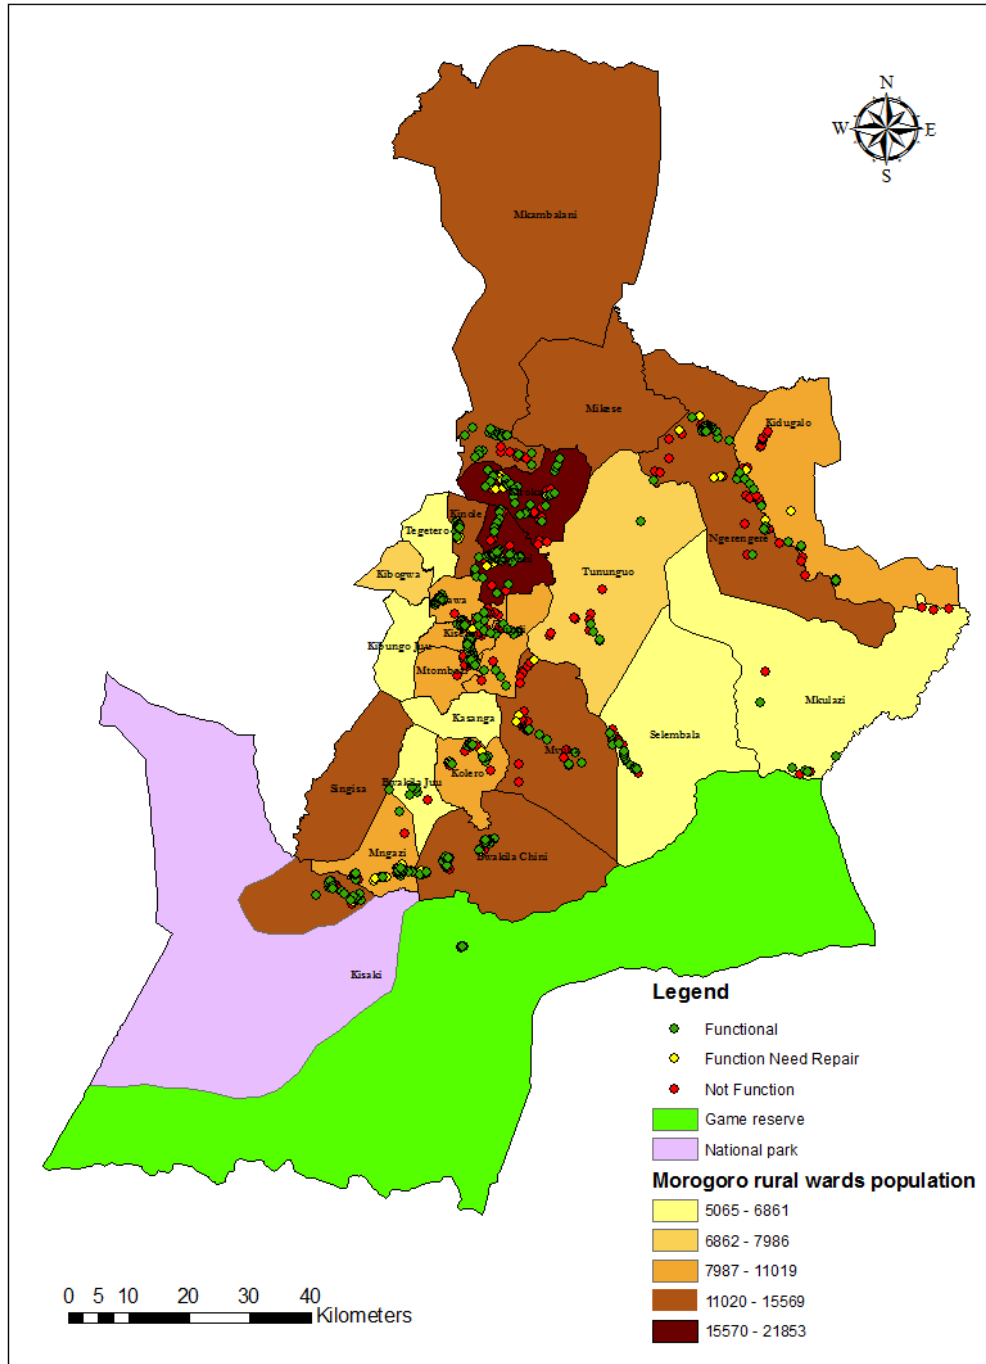 N
W E
S
Mkambalani
Mikese
Kidugalo
Kinole
Tegetero
Ngerengere
Kibogwa
Tununguo
Kibungo Juu
Mtombozi
Mkulazi
Kasanga
Selembala
Kolero
Bwakila Juu
Singisa
Mngazi
Bwakila Chini
Kisaki
Legend
Functional
Function Need Repair
Not Function
Game reserve
National park
Morogoro rural wards population
5065 - 6861
6862 - 7986
7987 - 11019
11020 - 15569
15570 - 21853
0 5 10 20 30 40
Kilometers